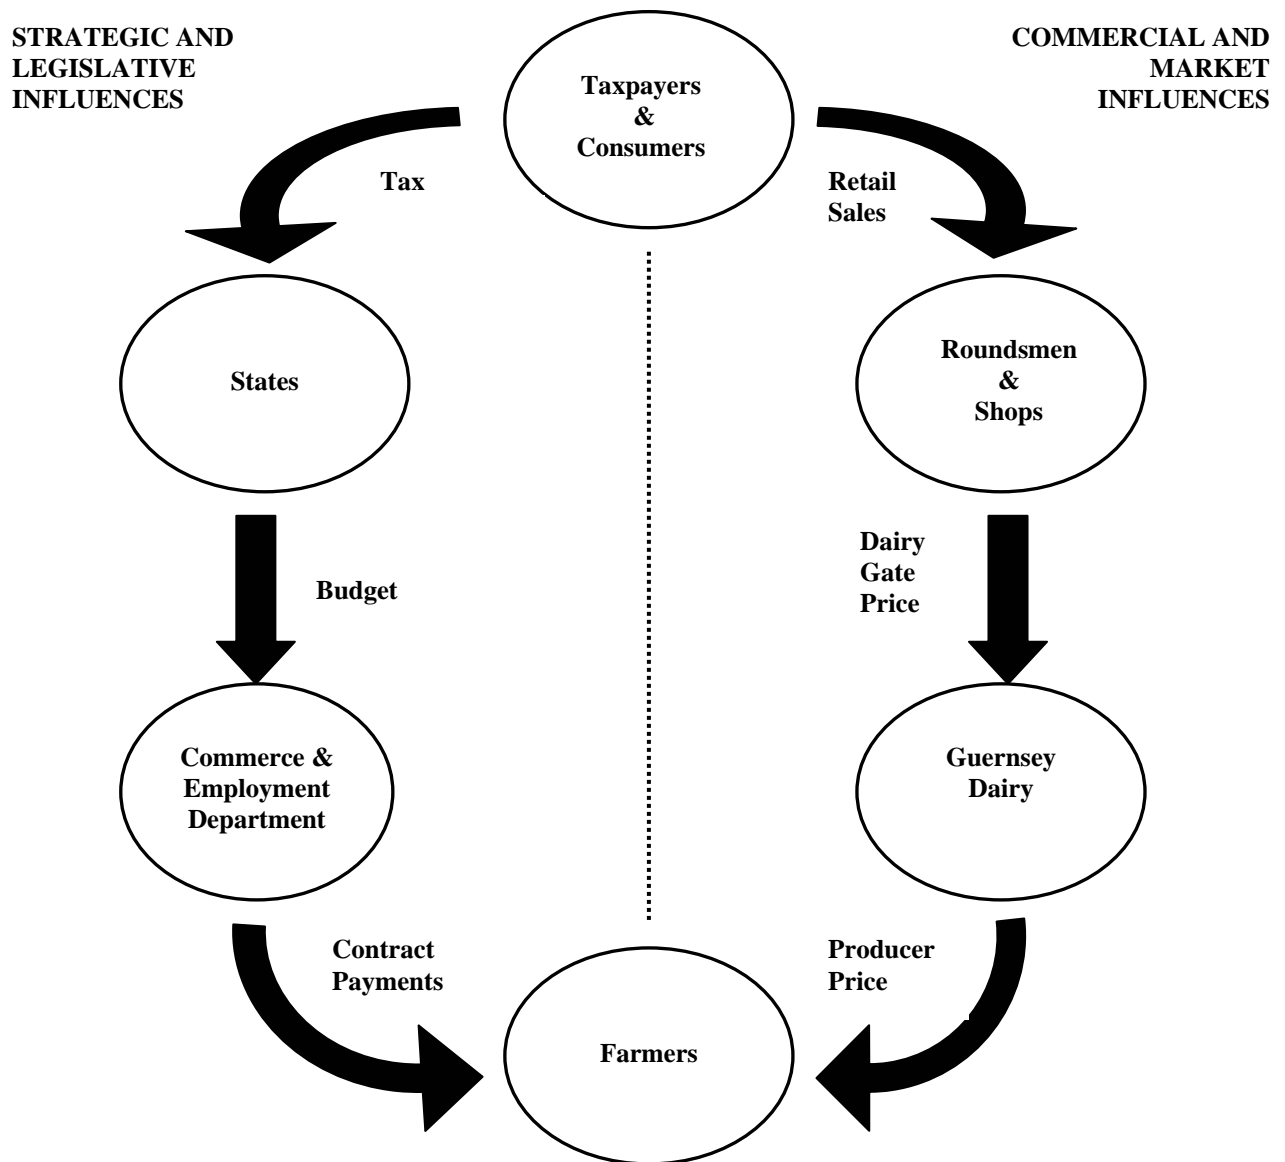 STRATEGIC AND
LEGISLATIVE
INFLUENCES
COMMERCIAL AND
MARKET
INFLUENCES
Taxpayers
&
Consumers
Tax
Retail
Sales
States
Roundsmen
&
Shops
Budget
Dairy
Gate
Price
Commerce &
Employment
Department
Guernsey
Dairy
Contract
Payments
Producer
Price
Farmers